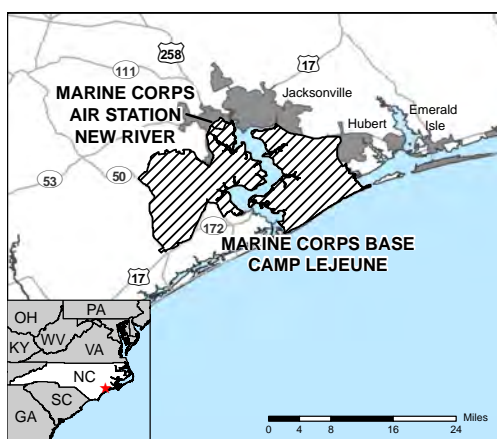 258
17
111
MARINE CORPS
AIR STATION
NEW RIVER
Jacksonville
Hubert
Emerald
Isle
53
50
172
MARINE CORPS BASE
CAMP LEJEUNE
17
OH
PA
WV
KY
VA
NC
SC
GA
Miles
0 4 8 16 24